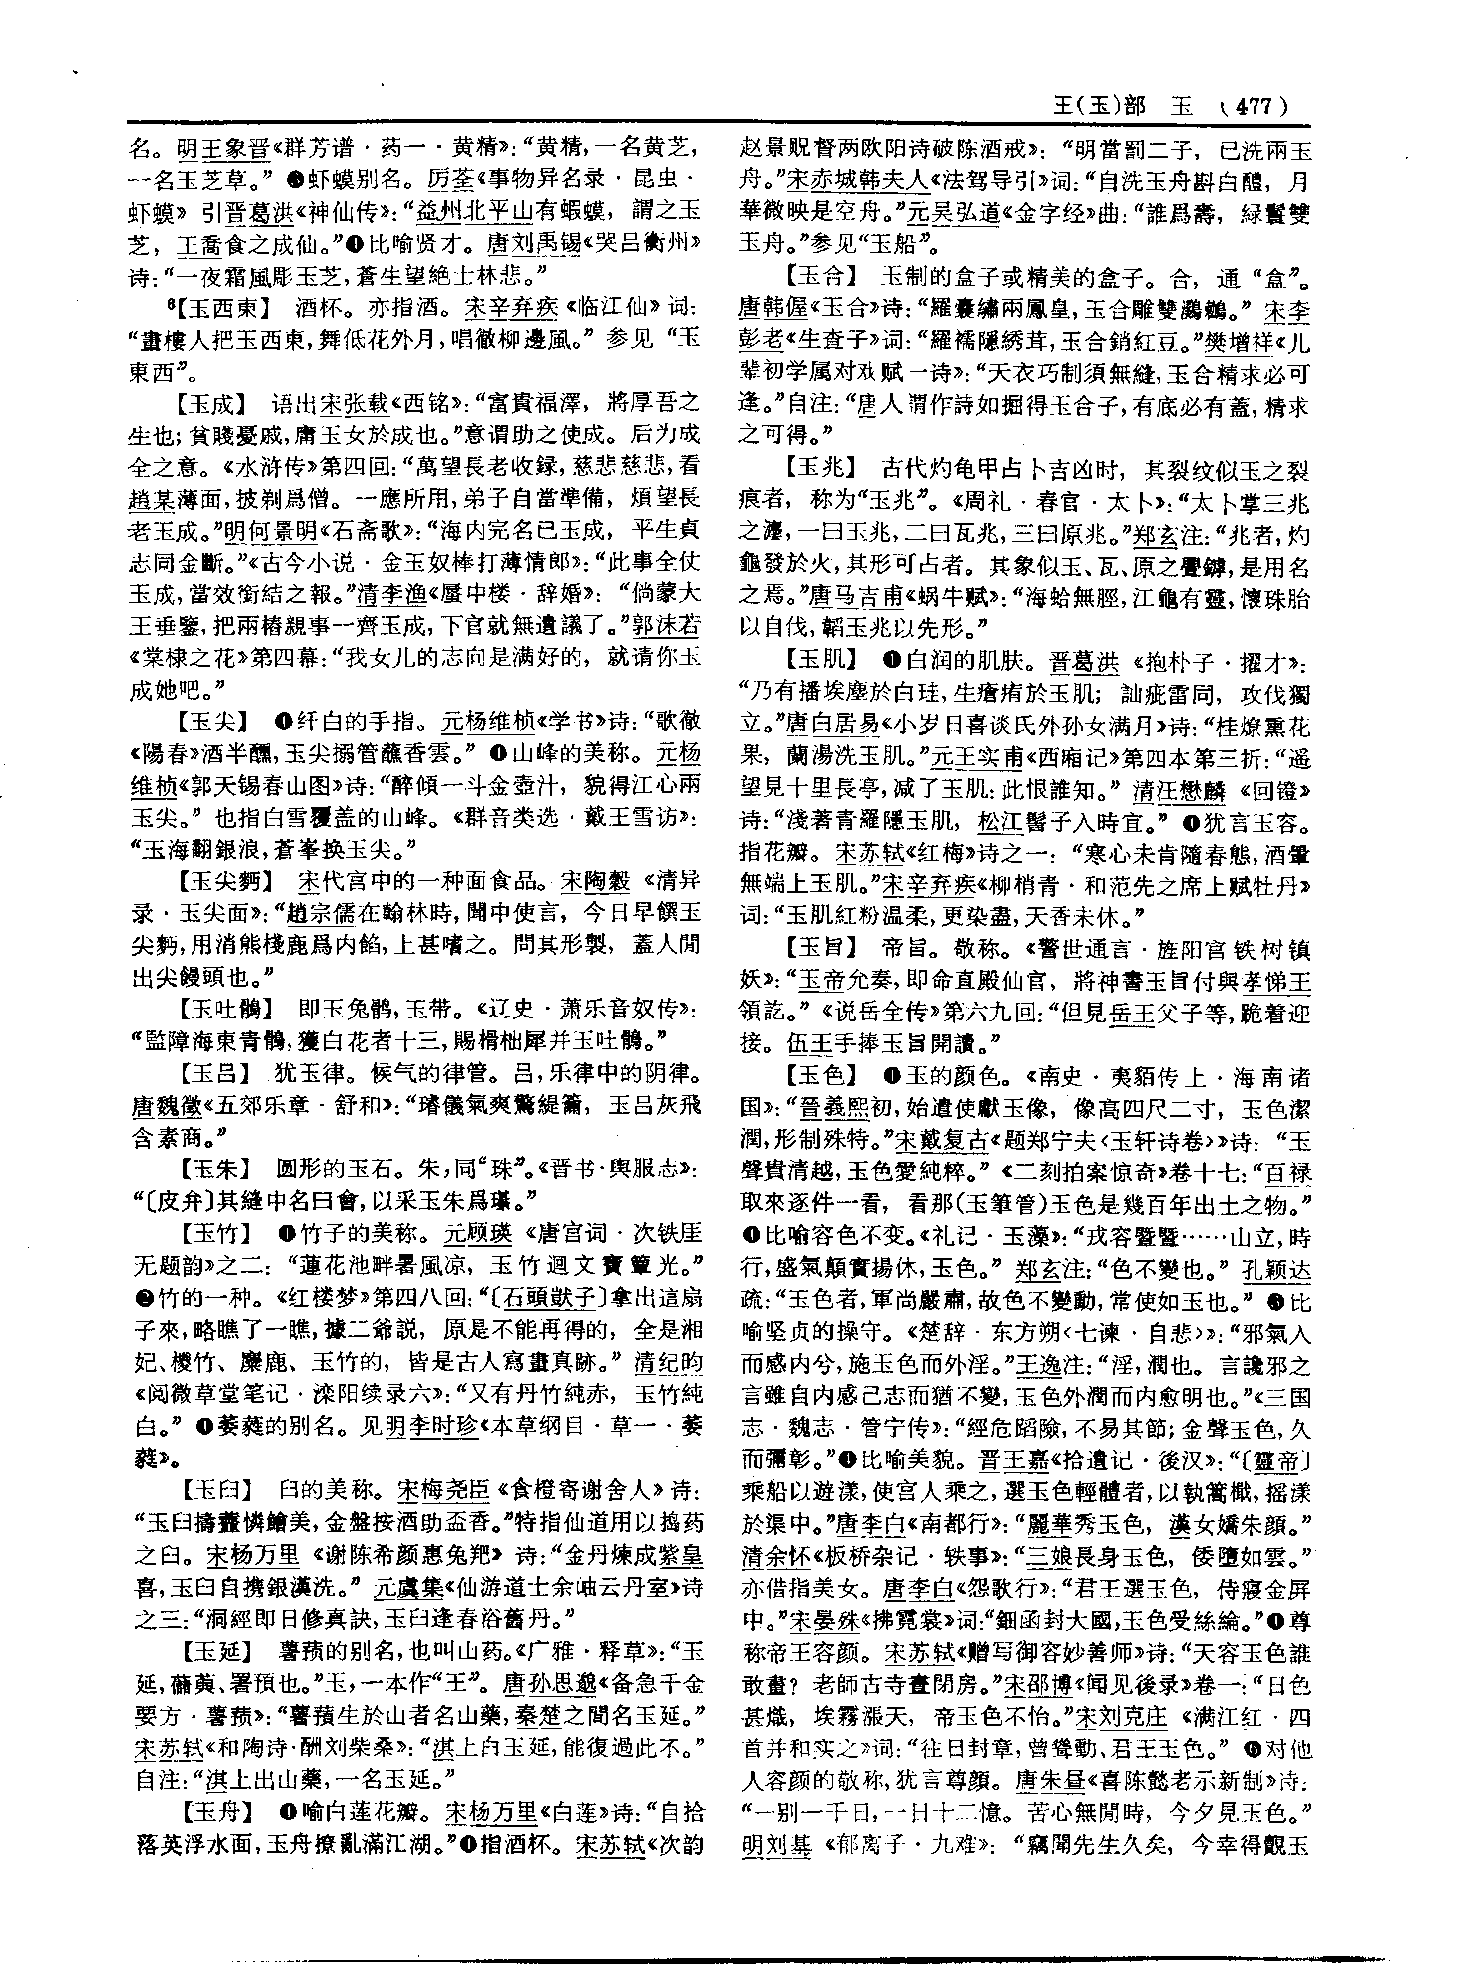 王(玉)部　玉　(477)
名。明王象晋《群芳谱·药一·黄精》:“黄精,一名黄芝,
一名玉芝草。”❸虾蟆别名。厉荃《事物异名录·昆虫·
虾蟆》引晋葛洪《神仙传》:“益州北平山有蝦蟆，謂之玉
芝，王喬食之成仙。”❹比喻贤才。唐刘禹锡《哭吕衡州》
诗:“一夜霜風彫玉芝,蒼生望絶士林悲。”
⁶【玉西東】　酒杯。亦指酒。宋辛弃疾《临江仙》词:
“畫樓人把玉西東,舞低花外月,唱徹柳邊風。”参见“玉
東西”。
【玉成】　语出宋张载《西铭》:“富貴福澤，將厚吾之
生也;貧賤憂戚,庸玉女於成也。”意谓助之使成。后为成
全之意。《水浒传》第四回:“萬望長老收録,慈悲慈悲,看
趙某薄面,披剃爲僧。一應所用,弟子自當準備，煩望長
老玉成。”明何景明《石斋歌》:“海内完名已玉成，平生貞
志同金斷。”《古今小说·金玉奴棒打薄情郎》:“此事全仗
玉成,當效銜結之報。”清李渔《蜃中楼·辞婚》:“倘蒙大
王垂鑒,把兩樁親事一齊玉成,下官就無遺議了。”郭沫若
《棠棣之花》第四幕:“我女儿的志向是满好的，就请你玉
成她吧。”
【玉尖】　❶纤白的手指。元杨维桢《学书》诗:“歌徹
《陽春》酒半醺,玉尖搦管蘸香雲。”❷山峰的美称。元杨
维桢《郭天锡春山图》诗:“醉傾一斗金壺汁，貌得江心兩
玉尖。”也指白雪覆盖的山峰。《群音类选·戴王雪访》:
“玉海翻銀浪,蒼峯换玉尖。”
【玉尖麪】　宋代宫中的一种面食品。宋陶穀《清异
录·玉尖面》:“趙宗儒在翰林時,聞中使言，今日早饌玉
尖麪,用消熊棧鹿爲内餡,上甚嗜之。問其形製，蓋人間
出尖饅頭也。”
【玉吐鶻】　即玉兔鹘,玉带。《辽史·萧乐音奴传》:
“監障海東青鶻,獲白花者十三,賜榾柮犀并玉吐鶻。”
【玉吕】　犹玉律。候气的律管。吕,乐律中的阴律。
唐魏徵《五郊乐章·舒和》:“璿儀氣爽驚緹籥，玉吕灰飛
含素商。”
【玉朱】　圆形的玉石。朱,同“珠”。《晋书·舆服志》:
“〔皮弁〕其縫中名曰會,以采玉朱爲璂。”
【玉竹】　❶竹子的美称。元顾瑛《唐宫词·次铁厓
无题韵》之二:“蓮花池畔暑風凉，玉竹迴文寶簟光。”
❷竹的一种。《红楼梦》第四八回:“〔石頭獃子〕拿出這扇
子來,略瞧了一瞧,據二爺説，原是不能再得的，全是湘
妃、棕竹、麋鹿、玉竹的，皆是古人寫畫真跡。”清纪昀
《阅微草堂笔记·滦阳续录六》:“又有丹竹純赤，玉竹純
白。”❸萎蕤的别名。见明李时珍《本草纲目·草一·萎
蕤》。
【玉臼】　臼的美称。宋梅尧臣《食橙寄谢舍人》诗:
“玉臼擣虀憐鱠美,金盤按酒助盃香。”特指仙道用以捣药
之臼。宋杨万里《谢陈希颜惠兔羓》诗:“金丹煉成紫皇
喜,玉臼自携銀漢洗。”元虞集《仙游道士余岫云丹室》诗
之三:“洞經即日修真訣,玉臼逢春浴舊丹。”
【玉延】　薯蓣的别名,也叫山药。《广雅·释草》:“玉
延,藷藇、署預也。”玉,一本作“王”。唐孙思邈《备急千金
要方·薯蓣》:“薯蕷生於山者名山藥,秦楚之間名玉延。”
宋苏轼《和陶诗·酬刘柴桑》:“淇上白玉延,能復過此不。”
自注:“淇上出山藥,一名玉延。”
【玉舟】　❶喻白莲花瓣。宋杨万里《白莲》诗:“自拾
落英浮水面,玉舟撩亂滿江湖。”❷指酒杯。宋苏轼《次韵
赵景贶督两欧阳诗破陈酒戒》:“明當罰二子，已洗兩玉
舟。”宋赤城韩夫人《法驾导引》词:“自洗玉舟斟白醴，月
華微映是空舟。”元吴弘道《金字经》曲:“誰爲壽，緑鬟雙
玉舟。”参见“玉船”。
【玉合】　玉制的盒子或精美的盒子。合，通“盒”。
唐韩偓《玉合》诗:“羅囊繡兩鳳皇,玉合雕雙鸂鶒。”宋李
彭老《生查子》词:“羅襦隱綉茸,玉合銷紅豆。”樊增祥《儿
辈初学属对戏赋一诗》:“天衣巧制須無縫,玉合精求必可
逢。”自注:“唐人謂作詩如掘得玉合子,有底必有蓋,精求
之可得。”
【玉兆】　古代灼龟甲占卜吉凶时，其裂纹似玉之裂
痕者，称为“玉兆”。《周礼·春官·太卜》:“太卜掌三兆
之灋,一曰玉兆,二曰瓦兆,三曰原兆。”郑玄注:“兆者,灼
龜發於火,其形可占者。其象似玉、瓦、原之璺罅,是用名
之焉。”唐马吉甫《蜗牛赋》:“海蛤無脛,江龜有靈,懷珠胎
以自伐,韜玉兆以先形。”
【玉肌】　❶白润的肌肤。晋葛洪《抱朴子·擢才》:
“乃有播埃塵於白珪,生瘡痏於玉肌；訕疵雷同，攻伐獨
立。”唐白居易《小岁日喜谈氏外孙女满月》诗:“桂燎熏花
果，蘭湯洗玉肌。”元王实甫《西厢记》第四本第三折:“遥
望見十里長亭,減了玉肌:此恨誰知。”清汪懋麟《回镫》
诗:“淺著青羅隱玉肌，松江髻子入時宜。”❷犹言玉容。
指花瓣。宋苏轼《红梅》诗之一:“寒心未肯隨春態,酒暈
無端上玉肌。”宋辛弃疾《柳梢青·和范先之席上赋牡丹》
词:“玉肌紅粉温柔,更染盡,天香未休。”
【玉旨】　帝旨。敬称。《警世通言·旌阳宫铁树镇
妖》:“玉帝允奏,即命直殿仙官，將神書玉旨付與孝悌王
領訖。”《说岳全传》第六九回:“但見岳王父子等,跪着迎
接。伍王手捧玉旨開讀。”
【玉色】　❶玉的颜色。《南史·夷貊传上·海南诸
国》:“晉義熙初,始遣使獻玉像，像高四尺二寸，玉色潔
潤,形制殊特。”宋戴复古《题郑宁夫〈玉轩诗卷〉》诗:“玉
聲貴清越,玉色愛純粹。”《二刻拍案惊奇》卷十七:“百禄
取來逐件一看，看那(玉筆管)玉色是幾百年出土之物。”
❷比喻容色不变。《礼记·玉藻》:“戎容暨暨……山立,時
行,盛氣顛實揚休,玉色。”郑玄注:“色不變也。”孔颖达
疏:“玉色者,軍尚嚴肅,故色不變動,常使如玉也。”❸比
喻坚贞的操守。《楚辞·东方朔〈七谏·自悲〉》:“邪氣入
而感内兮,施玉色而外淫。”王逸注:“淫,潤也。言讒邪之
言雖自内感己志而猶不變,玉色外潤而内愈明也。”《三国
志·魏志·管宁传》:“經危蹈險,不易其節;金聲玉色,久
而彌彰。”❹比喻美貌。晋王嘉《拾遗记·後汉》:“〔靈帝〕
乘船以遊漾,使宫人乘之,選玉色輕體者,以執篙檝,摇漾
於渠中。”唐李白《南都行》:“麗華秀玉色，漢女嬌朱顔。”
清余怀《板桥杂记·轶事》:“三娘長身玉色，倭墮如雲。”
亦借指美女。唐李白《怨歌行》:“君王選玉色，侍寢金屏
中。”宋晏殊《拂霓裳》词:“鈿函封大國,玉色受絲綸。”❺尊
称帝王容颜。宋苏轼《赠写御容妙善师》诗:“天容玉色誰
敢畫?老師古寺晝閉房。”宋邵博《闻见後录》卷一:“日色
甚熾，埃霧漲天，帝玉色不怡。”宋刘克庄《满江红·四
首并和实之》词:“往日封章,曾聳動、君王玉色。”❻对他
人容颜的敬称,犹言尊顔。唐朱昼《喜陈懿老示新制》诗:
“一别一千日,一日十二憶。苦心無閒時，今夕見玉色。”
明刘基《郁离子·九难》:“竊聞先生久矣，今幸得觀玉